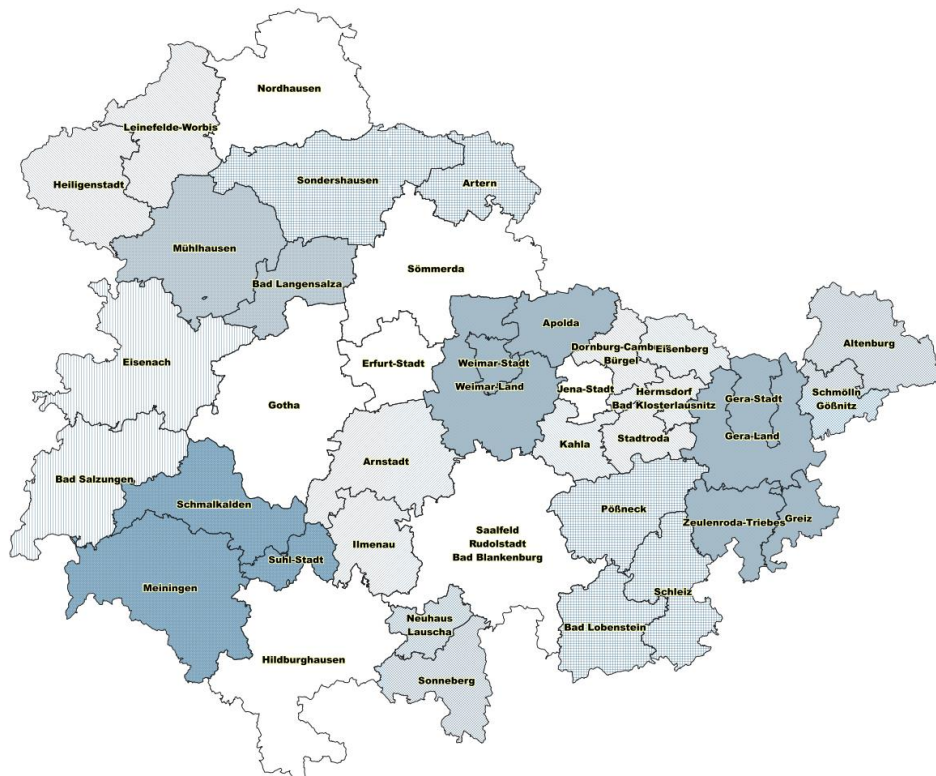 Nordhausen
Leinefelde-Worbis
Heiligenstadt
Sondershausen
Artern
Mühlhausen
Sömmerda
Bad Langensalza
Apolda
Altenburg
Eisenach
Erfurt-Stadt
Weimar-Stadt
Weimar-Land
Dornburg-Cambu
Bürgel
Eisenberg
Jena-Stadt
Hermsdorf
Bad Klosterlausnitz
Gera-Stadt
Schmölln
Gößnitz
Gotha
Gera-Land
Stadtroda
Kahla
Arnstadt
Bad Salzungen
Schmalkalden
Pößneck
Zeulenroda-Triebes
Greiz
Saalfeld
Rudolstadt
Bad Blankenburg
Ilmenau
Suhl-Stadt
Meiningen
Schleiz
Neuhaus
Lauscha
Bad Lobenstein
Hildburghausen
Sonneberg